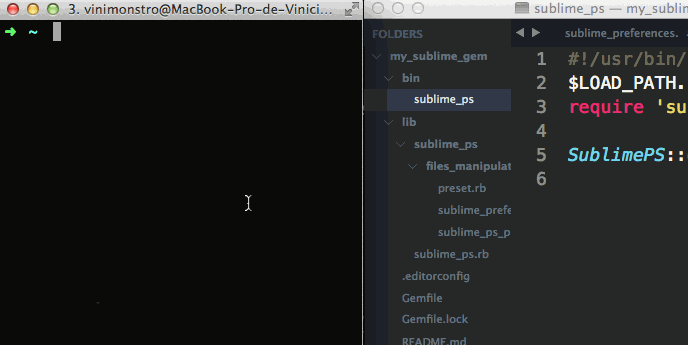 3. vinimonstro@MacBook-Pro-de-Vinici...
➜ ~
sublime_ps — my_sublim
FOLDERS
my_sublime_gem
bin
sublime_ps
lib
sublime_ps
files_manipulat
preset.rb
sublime_prefe
sublime_ps_p
sublime_ps.rb
.editorconfig
Gemfile
Gemfile.lock
README.md
sublime_preferences.
1 #!/usr/bin/
2 $LOAD_PATH.
3 require 'su
4
5 SublimePS::
6